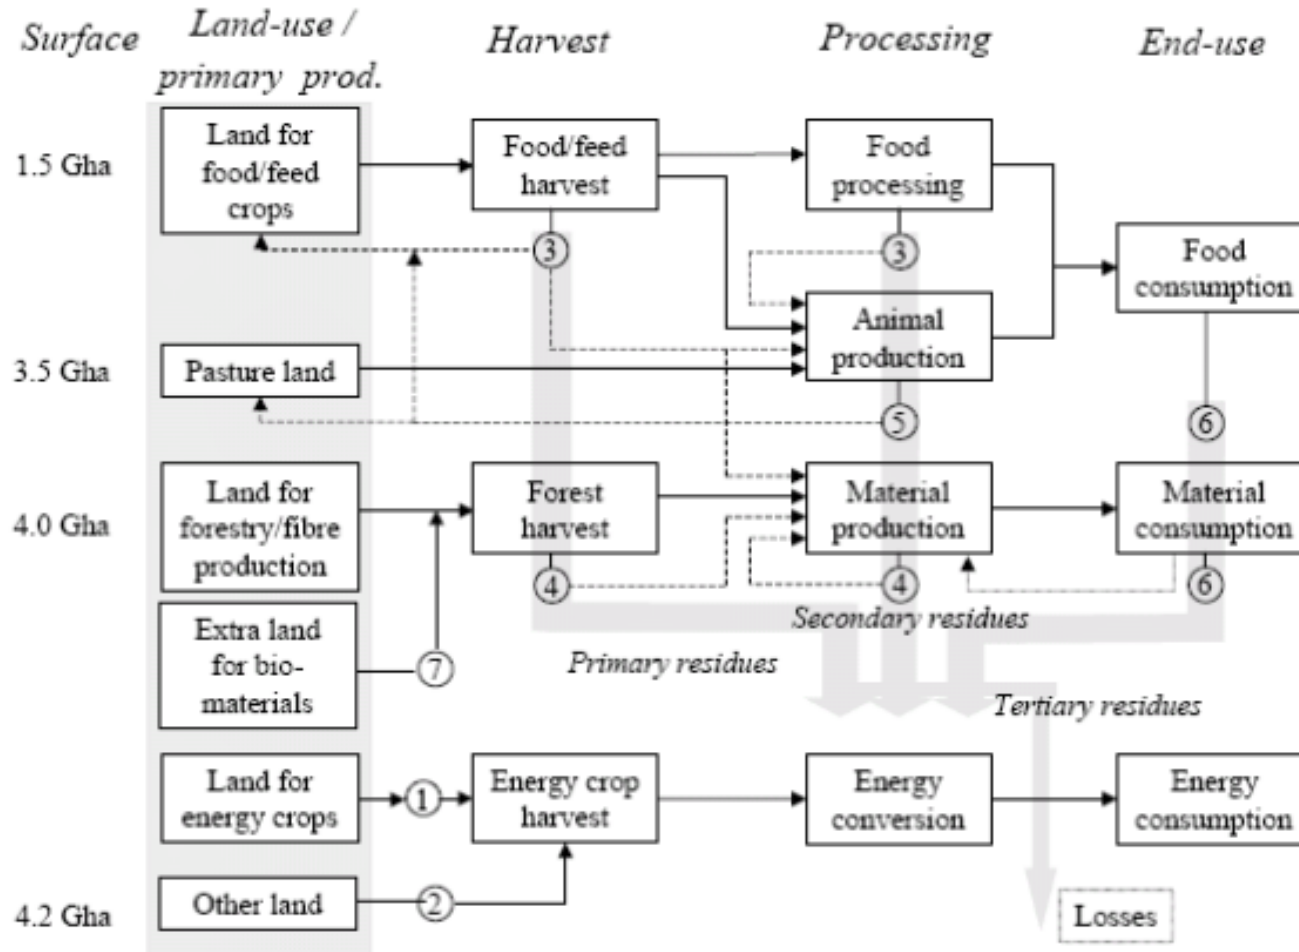 Surface
Land-use /
primary prod.
Harvest
Processing
End-use
1.5 Gha
Land for
food/feed
crops
Food/feed
harvest
Food
processing
3
3
Food
consumption
Animal
production
3.5 Gha
Pasture land
5
6
4.0 Gha
Land for
forestry/fibre
production
Forest
harvest
Material
production
Material
consumption
4
4
6
Secondary residues
Extra land
for bio-
materials
7
Primary residues
Tertiary residues
Land for
energy crops
1
Energy crop
harvest
Energy
conversion
Energy
consumption
4.2 Gha
Other land
2
Losses